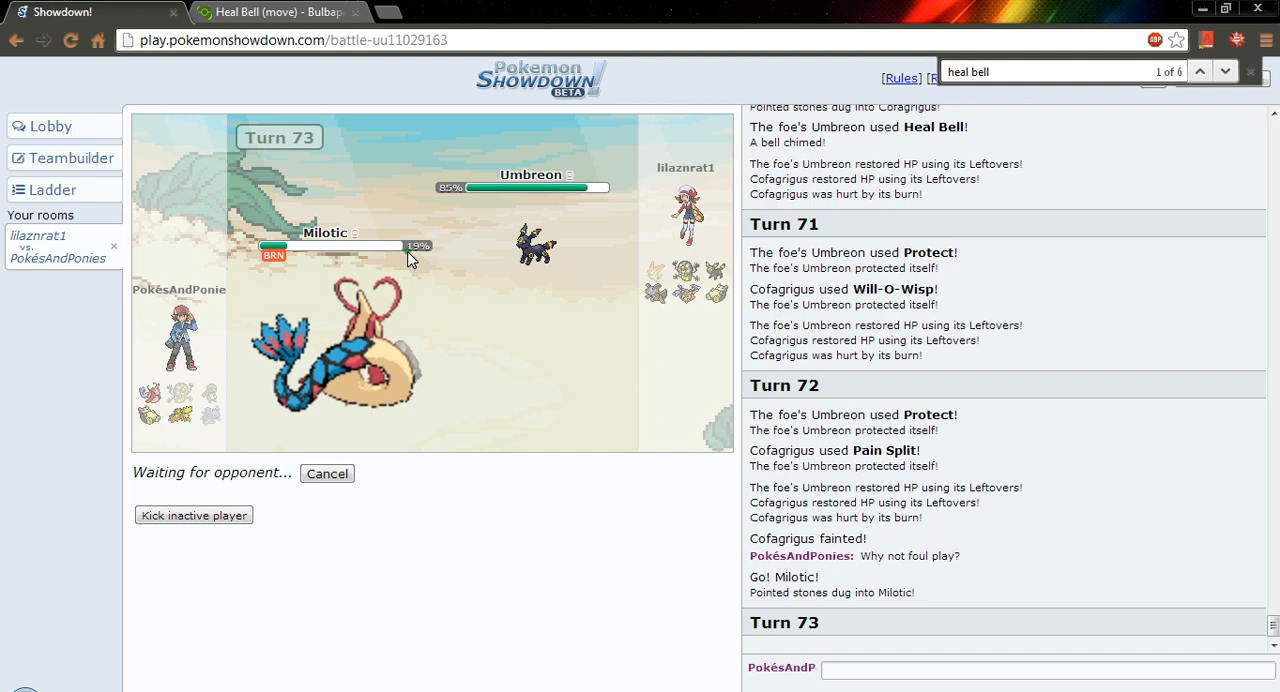 Showdown!
Heal Bell (move) - Bulbap
play.pokemonshowdown.com/battle-uu11029163
ABP
heal bell
1 of 6
Pokemon
SHOWDOWN!
BETA
[Rules]
Lobby
Teambuilder
Ladder
Your rooms
lilaznrat1
vs.
PokésAndPonies
Turn 73
Umbreon
85%
lilaznrat1
Milotic
19%
BRN
PokésAndPonie
Waiting for opponent... Cancel
Kick inactive player
Pointed stones dug into Cofagrigus!
The foe's Umbreon used Heal Bell!
A bell chimed!
The foe's Umbreon restored HP using its Leftovers!
Cofagrigus restored HP using its Leftovers!
Cofagrigus was hurt by its burn!
Turn 71
The foe's Umbreon used Protect!
The foe's Umbreon protected itself!
Cofagrigus used Will-O-Wisp!
The foe's Umbreon protected itself!
The foe's Umbreon restored HP using its Leftovers!
Cofagrigus restored HP using its Leftovers!
Cofagrigus was hurt by its burn!
Turn 72
The foe's Umbreon used Protect!
The foe's Umbreon protected itself!
Cofagrigus used Pain Split!
The foe's Umbreon protected itself!
The foe's Umbreon restored HP using its Leftovers!
Cofagrigus restored HP using its Leftovers!
Cofagrigus was hurt by its burn!
Cofagrigus fainted!
PokésAndPonies: Why not foul play?
Go! Milotic!
Pointed stones dug into Milotic!
Turn 73
PokésAndP